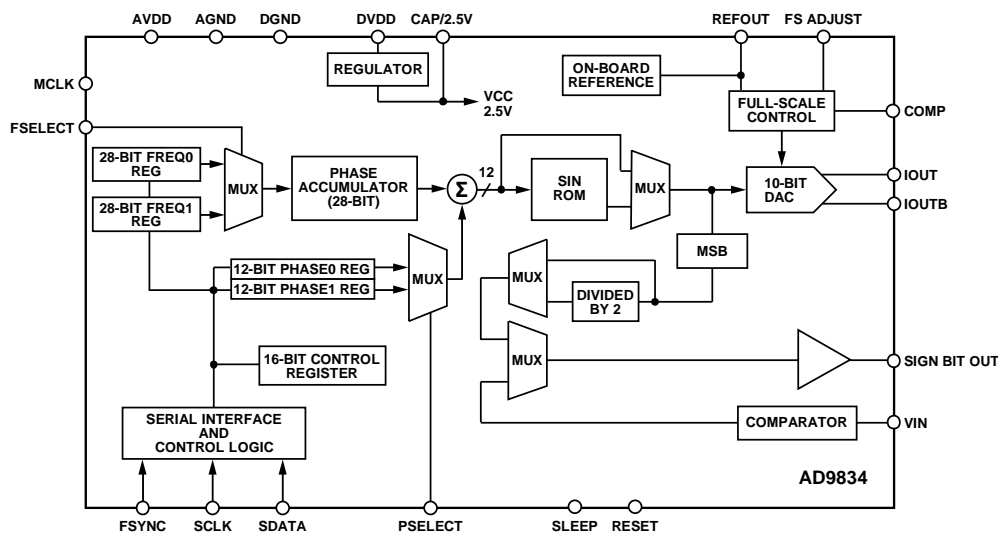 AVDD AGND DGND DVDD CAP/2.5V REFOUT FS ADJUST
MCLK
REGULATOR
ON-BOARD
REFERENCE
VCC
2.5V
FULL-SCALE
CONTROL
COMP
FSELECT
28-BIT FREQ0
REG
28-BIT FREQ1
REG
MUX
PHASE
ACCUMULATOR
(28-BIT)
Σ
12
SIN
ROM
MUX
10-BIT
DAC
IOUT
IOUTB
MSB
12-BIT PHASE0 REG
12-BIT PHASE1 REG
MUX
MUX
DIVIDED
BY 2
MUX
SIGN BIT OUT
16-BIT CONTROL
REGISTER
SERIAL INTERFACE
AND
CONTROL LOGIC
COMPARATOR
VIN
AD9834
FSYNC SCLK SDATA PSELECT SLEEP RESET